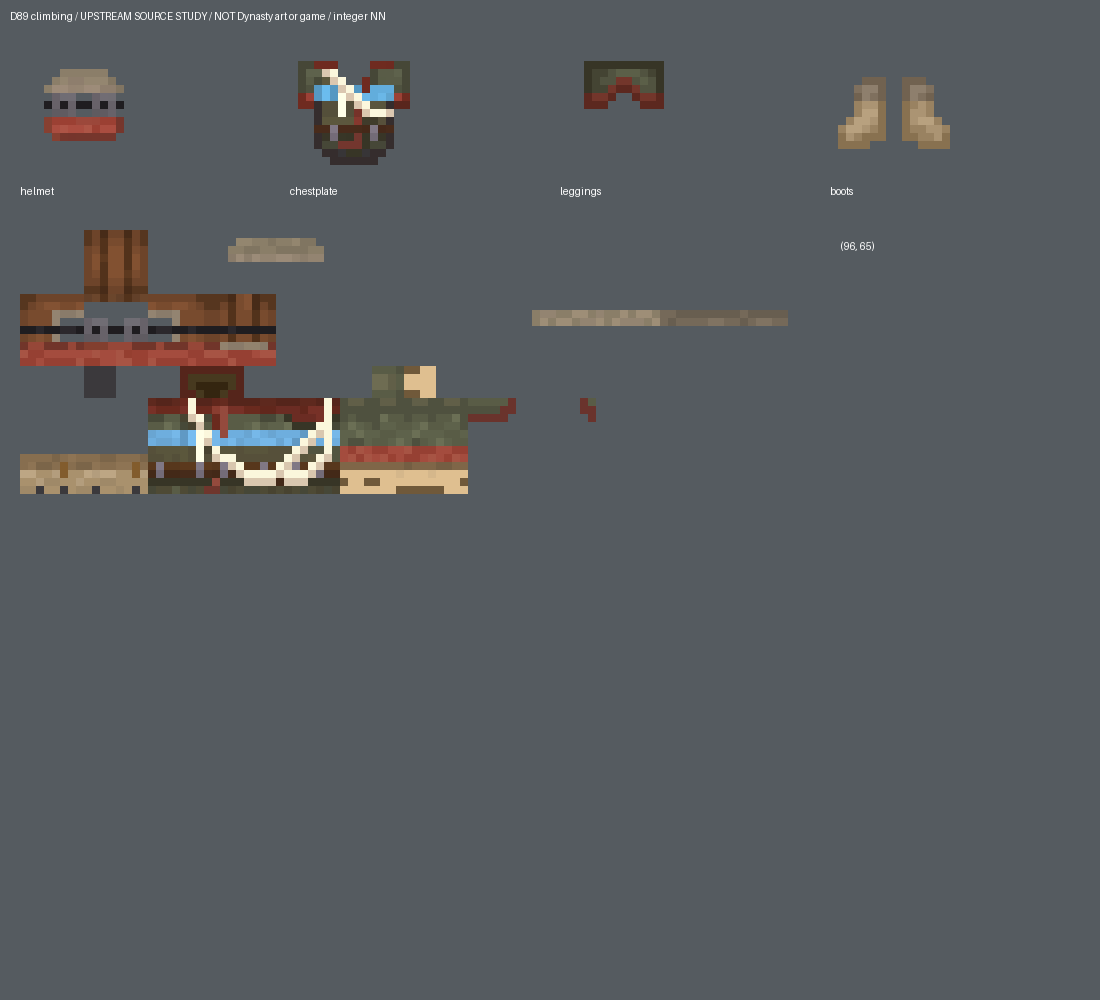 D89 climbing / UPSTREAM SOURCE STUDY / NOT Dynasty art or game / integer NN
helmet
chestplate
leggings
boots
(96, 65)